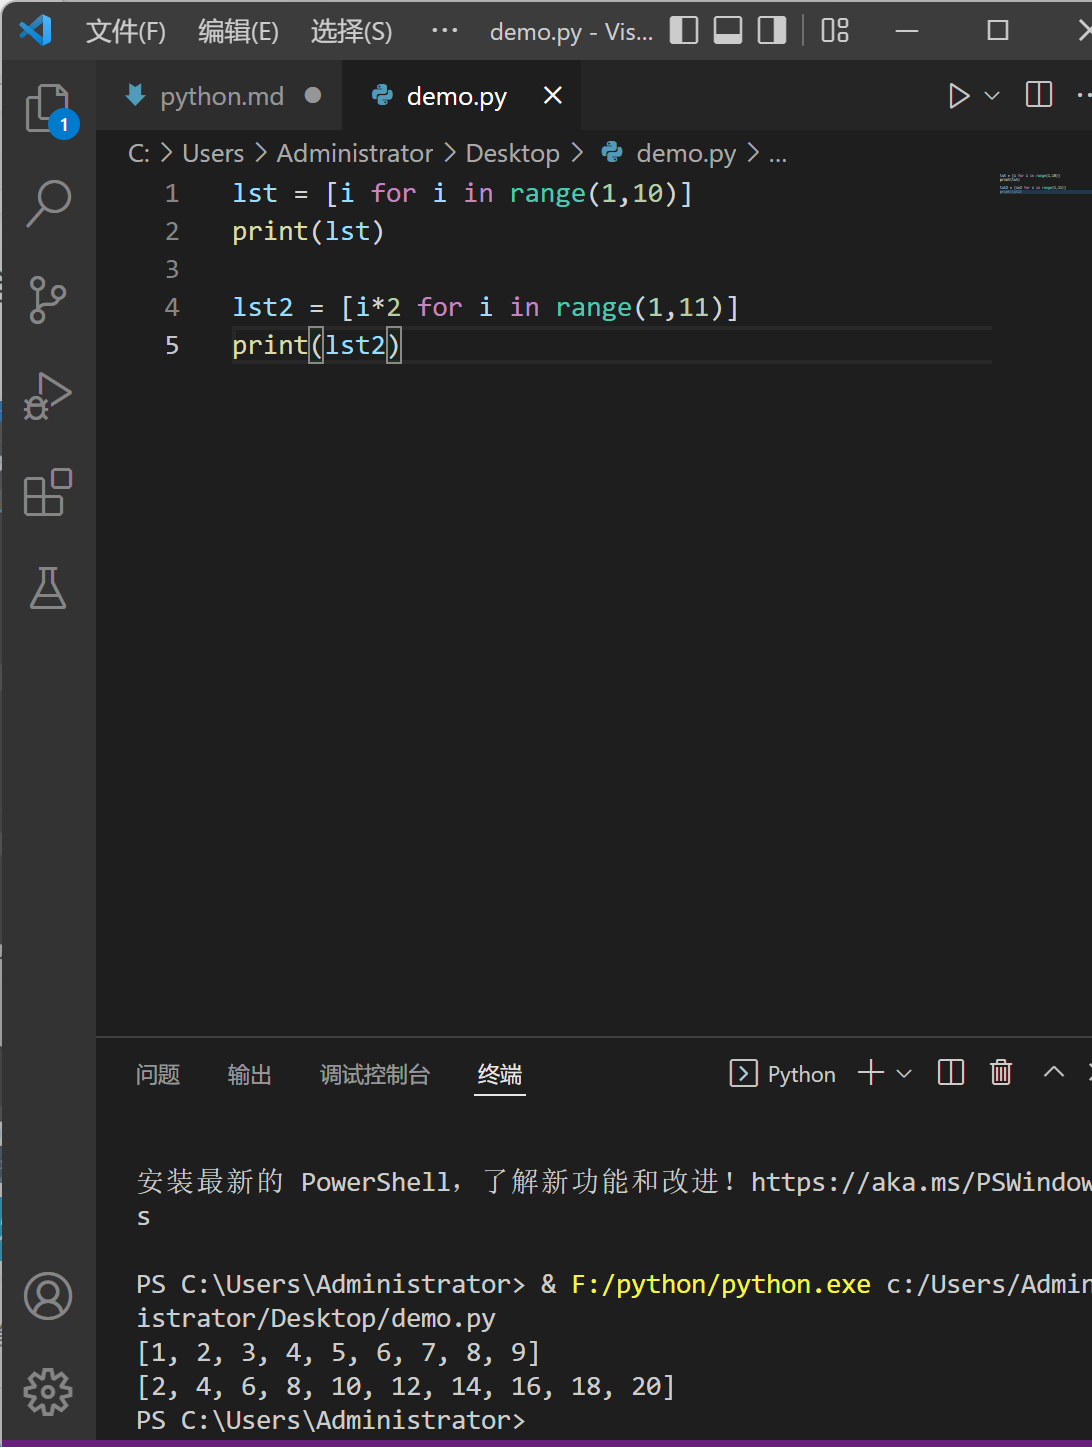 文件(F) 编辑(E) 选择(S) ··· demo.py - Vis...
python.md demo.py
1
C: > Users > Administrator > Desktop > demo.py > ...
1 lst = [i for i in range(1,10)]
2 print(lst)
3
4 lst2 = [i*2 for i in range(1,11)]
5 print(lst2)
问题 输出 调试控制台 终端 Python
安装最新的 PowerShell，了解新功能和改进！https://aka.ms/PSWindow
s
PS C:\Users\Administrator> & F:/python/python.exe c:/Users/Admin
istrator/Desktop/demo.py
[1, 2, 3, 4, 5, 6, 7, 8, 9]
[2, 4, 6, 8, 10, 12, 14, 16, 18, 20]
PS C:\Users\Administrator>